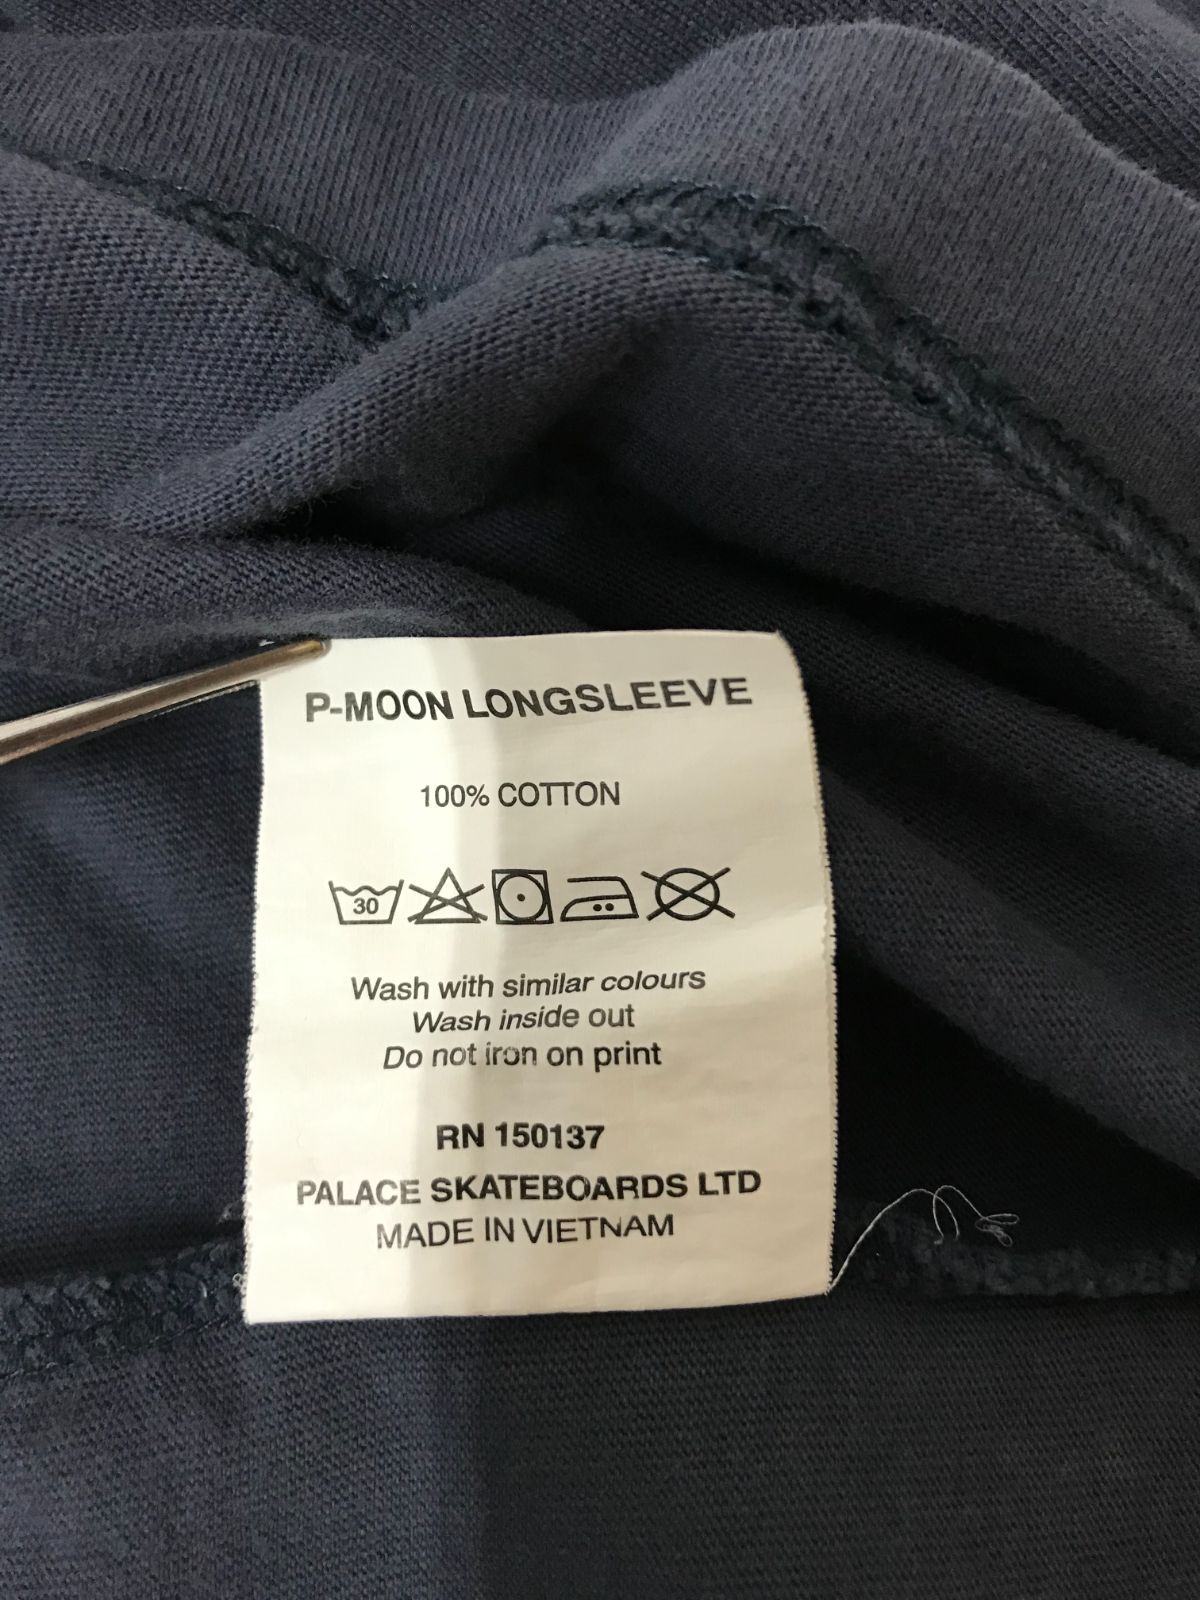 P-MOON LONGSLEEVE
100% COTTON
30
Wash with similar colours
Wash inside out
Do not iron on print
RN 150137
PALACE SKATEBOARDS LTD
MADE IN VIETNAM